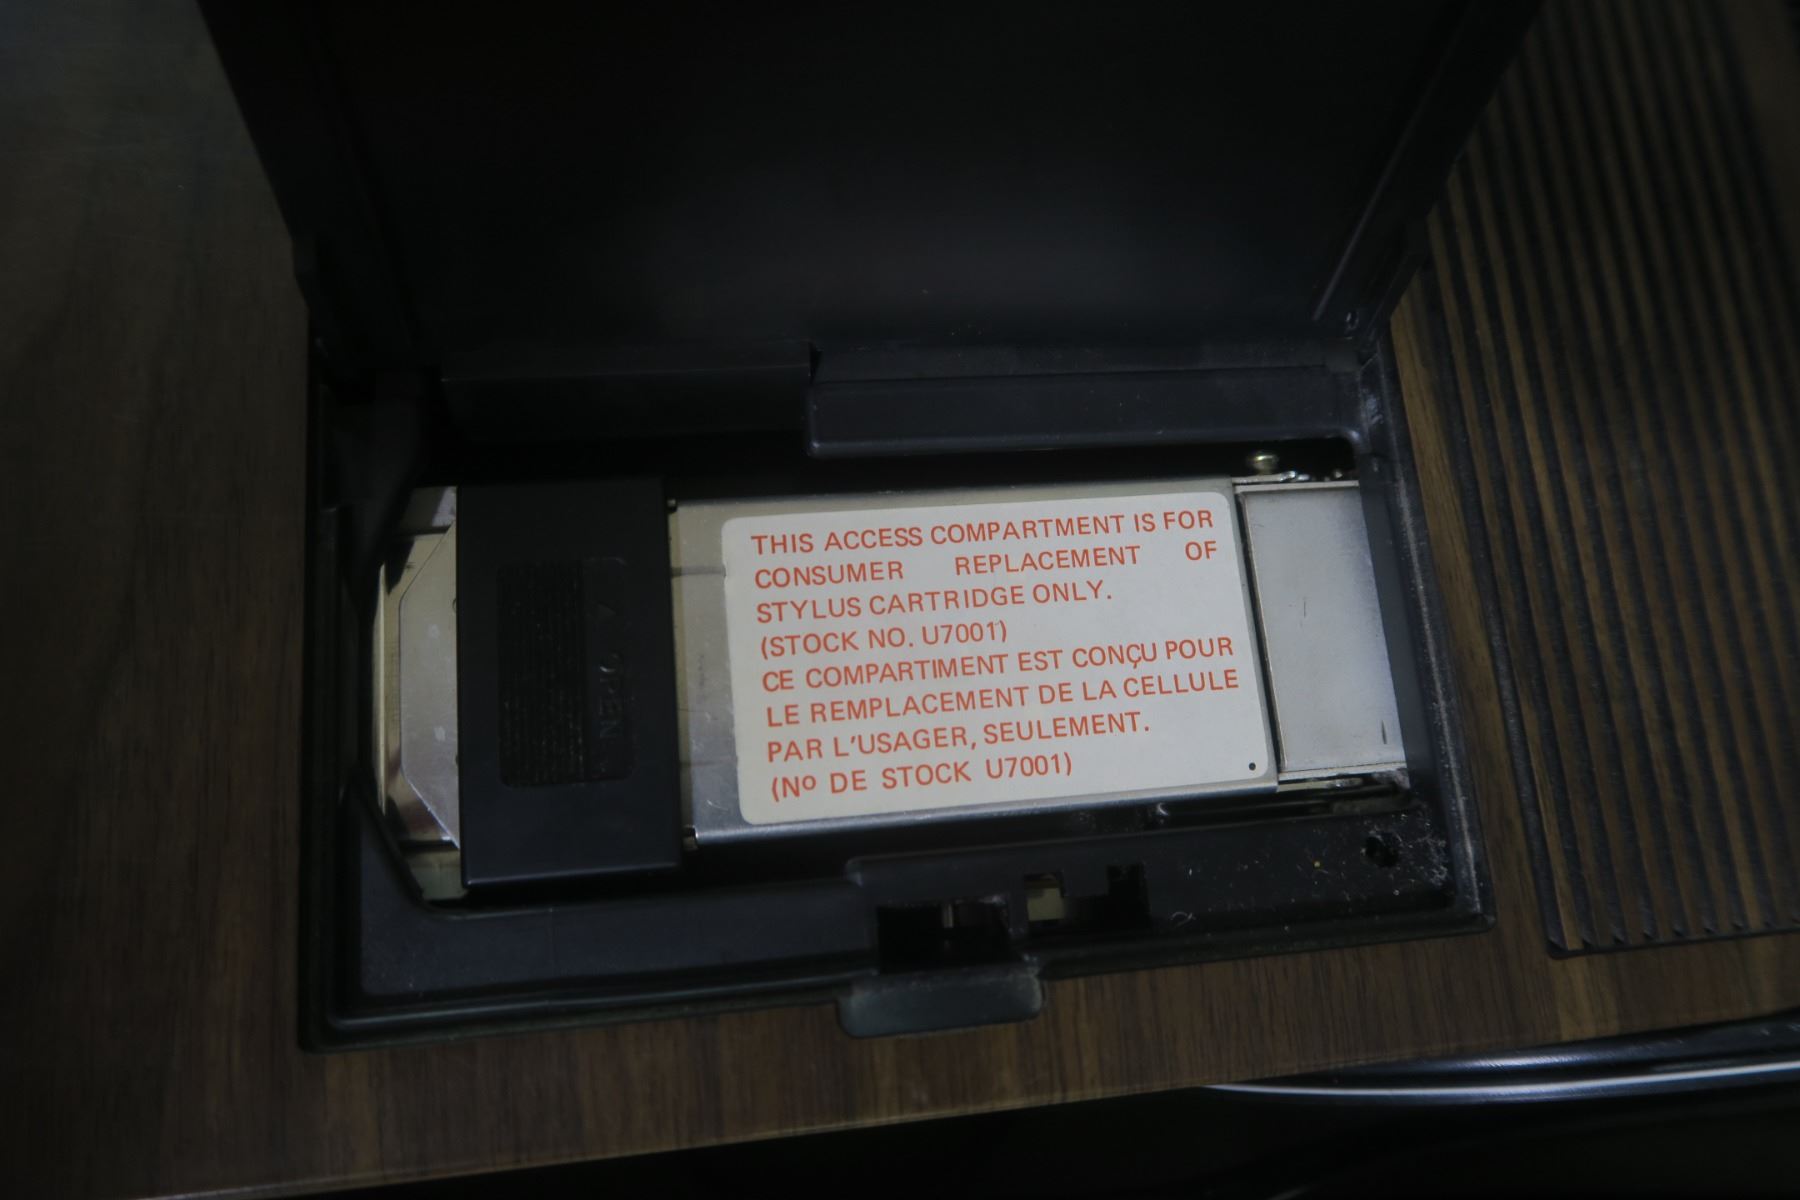 THIS ACCESS COMPARTMENT IS FOR
CONSUMER REPLACEMENT OF
STYLUS CARTRIDGE ONLY.
(STOCK NO. U7001)
CE COMPARTIMENT EST CONÇU POUR
LE REMPLACEMENT DE LA CELLULE
PAR L'USAGER, SEULEMENT.
(Nº DE STOCK U7001)
OPEN